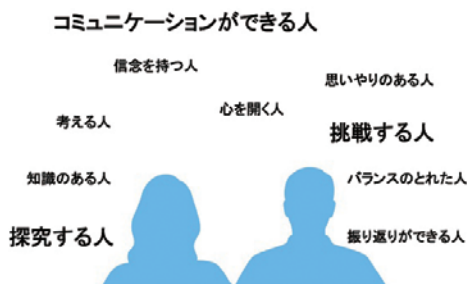 コミュニケーションができる人
信念を持つ人
思いやりのある人
心を開く人
考える人
挑戦する人
知識のある人
バランスのとれた人
探究する人
振り返りができる人